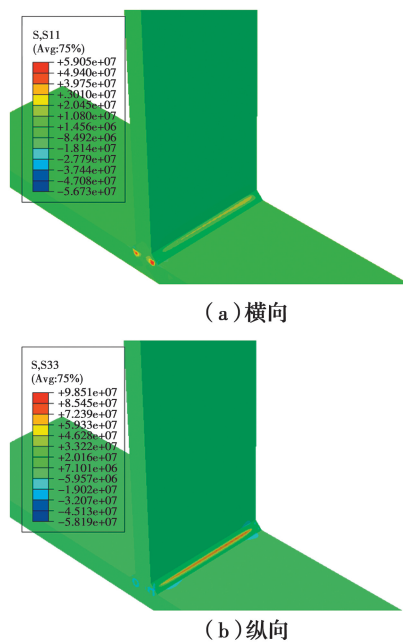 S,S11
(Avg:75%)
+5.905e+07
+4.940e+07
+3.975e+07
+.3010e+07
+2.045e+07
+1.080e+07
+1.456e+06
−8.492e+06
−1.814e+07
−2.779e+07
−3.744e+07
−4.708e+07
−5.673e+07
(a)横向
S,S33
(Avg:75%)
+9.851e+07
+8.545e+07
+7.239e+07
+5.933e+07
+4.628e+07
+3.322e+07
+2.016e+07
+7.101e+06
−5.957e+06
−1.902e+07
−3.207e+07
−4.513e+07
−5.819e+07
(b)纵向